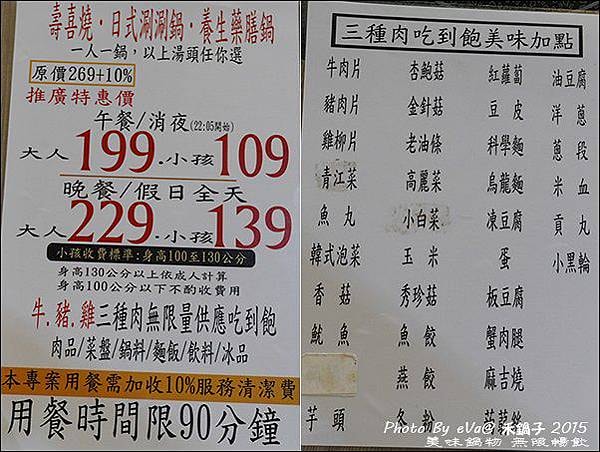 壽喜燒·日式涮涮鍋·養生藥膳鍋
一人一鍋，以上湯頭任你選
原價269+10%
推廣特惠價
午餐/消夜(22:05開始)
大人199.小孩109
晚餐/假日全天
大人229.小孩139
小孩收費標準:身高100至130公分
身高130公分以上依成人計算
身高100公分以下不酌收費用
牛.豬.雞三種肉無限量供應吃到飽
肉品/菜盤/鍋料/麵飯/飲料/冰品
本專案用餐需加收10%服務清潔費
用餐時間限90分鐘
三種肉吃到飽美味加點
牛肉片 杏鮑菇 紅蘿蔔 油豆腐
豬肉片 金針菇 豆皮 洋蔥
雞柳片 老油條 科學麵 蔥段
青江菜 高麗菜 烏龍麵 米血
魚丸 小白菜 凍豆腐 貢丸
韓式泡菜 玉米 蛋 小黑輪
香菇 秀珍菇 板豆腐
魷魚 魚餃 蟹肉腿
燕餃 麻吉燒
芋頭 冬粉 蒟蒻絲
Photo By eVa@ 禾鍋子 2015
美味鍋物 無限暢飲